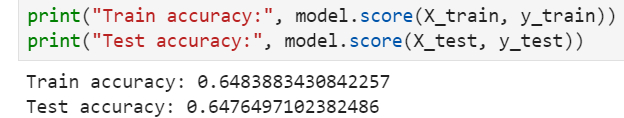 print("Train accuracy:", model.score(X_train, y_train))
print("Test accuracy:", model.score(X_test, y_test))
Train accuracy: 0.6483883430842257
Test accuracy: 0.6476497102382486